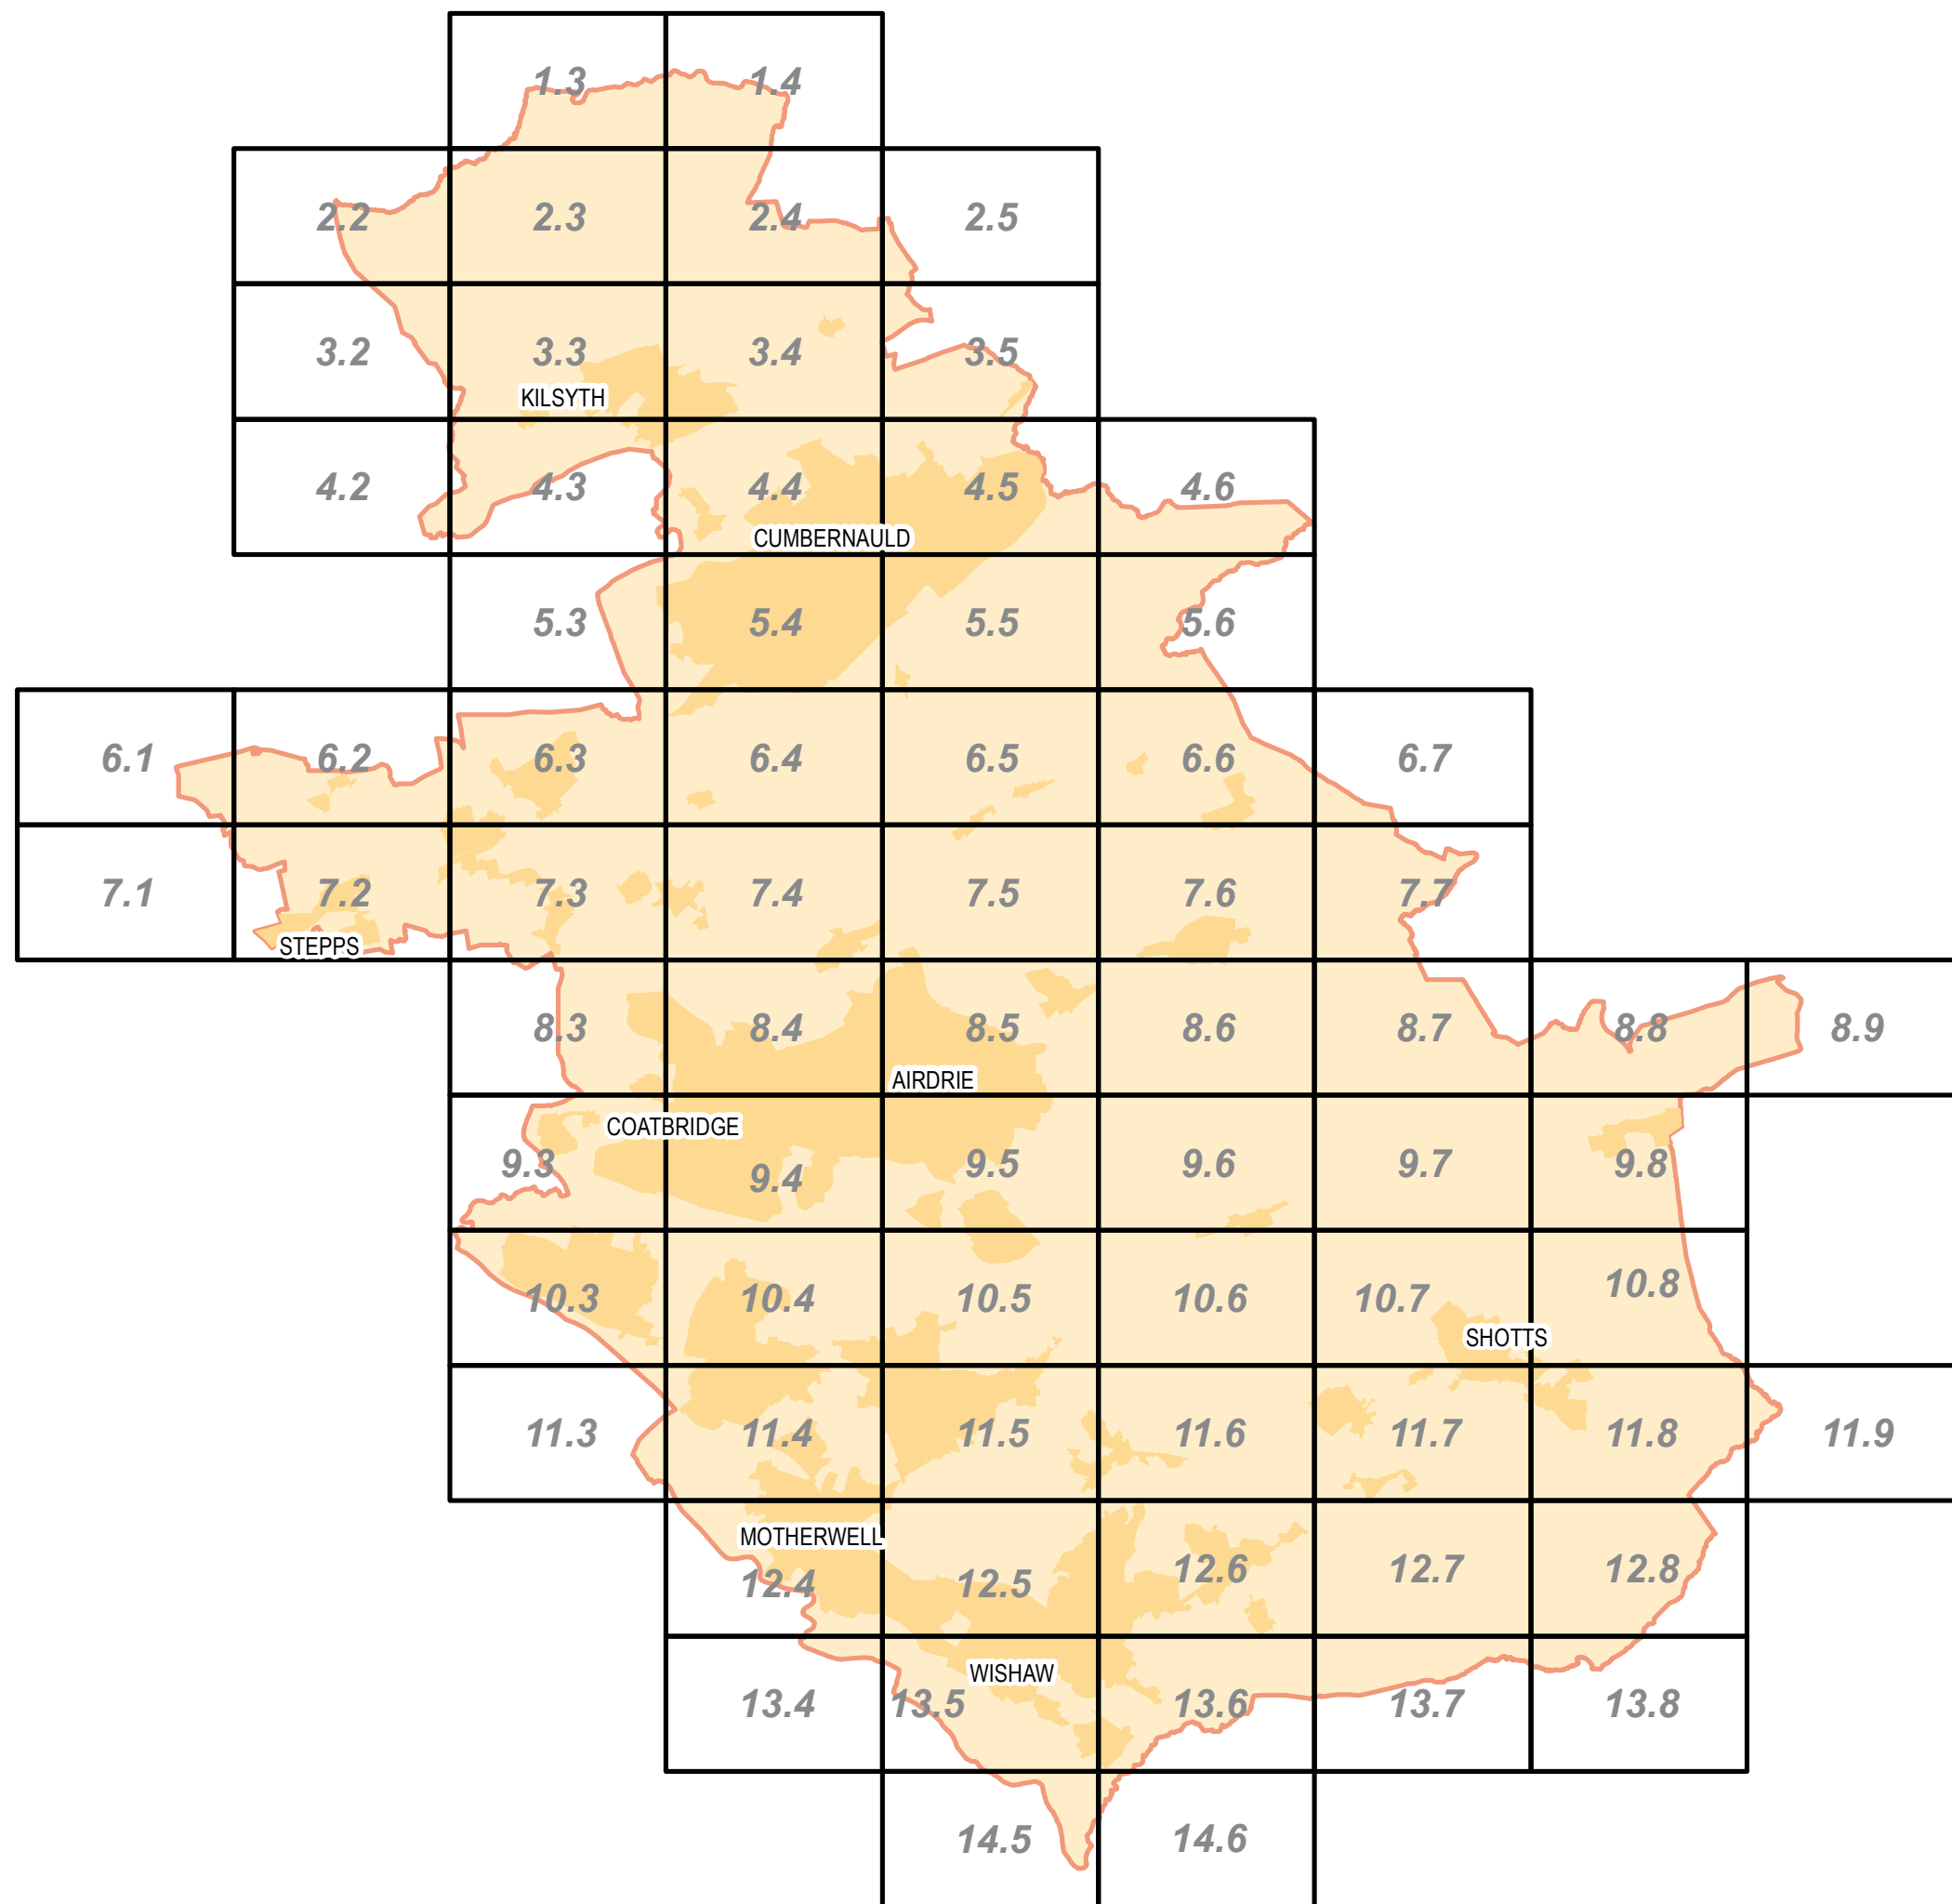 1.3 1.4
2.2 2.3 2.4 2.5
3.2 3.3 3.4 3.5
KILSYTH
4.2 4.3 4.4 4.5 4.6
CUMBERNAULD
5.3 5.4 5.5 5.6
6.1 6.2 6.3 6.4 6.5 6.6 6.7
7.1 7.2 7.3 7.4 7.5 7.6 7.7
STEPPS
8.3 8.4 8.5 8.6 8.7 8.8 8.9
AIRDRIE
COATBRIDGE
9.3 9.4 9.5 9.6 9.7 9.8
10.3 10.4 10.5 10.6 10.7 10.8
SHOTTS
11.3 11.4 11.5 11.6 11.7 11.8 11.9
MOTHERWELL
12.4 12.5 12.6 12.7 12.8
WISHAW
13.4 13.5 13.6 13.7 13.8
14.5 14.6